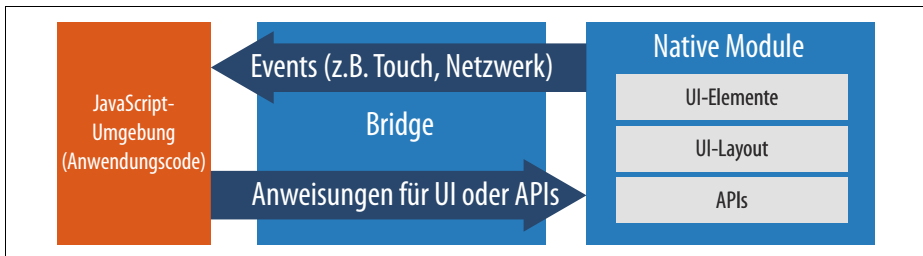 JavaScript-
Umgebung
(Anwendungscode)
Events (z.B. Touch, Netzwerk)
Bridge
Anweisungen für UI oder APIs
Native Module
UI-Elemente
UI-Layout
APIs